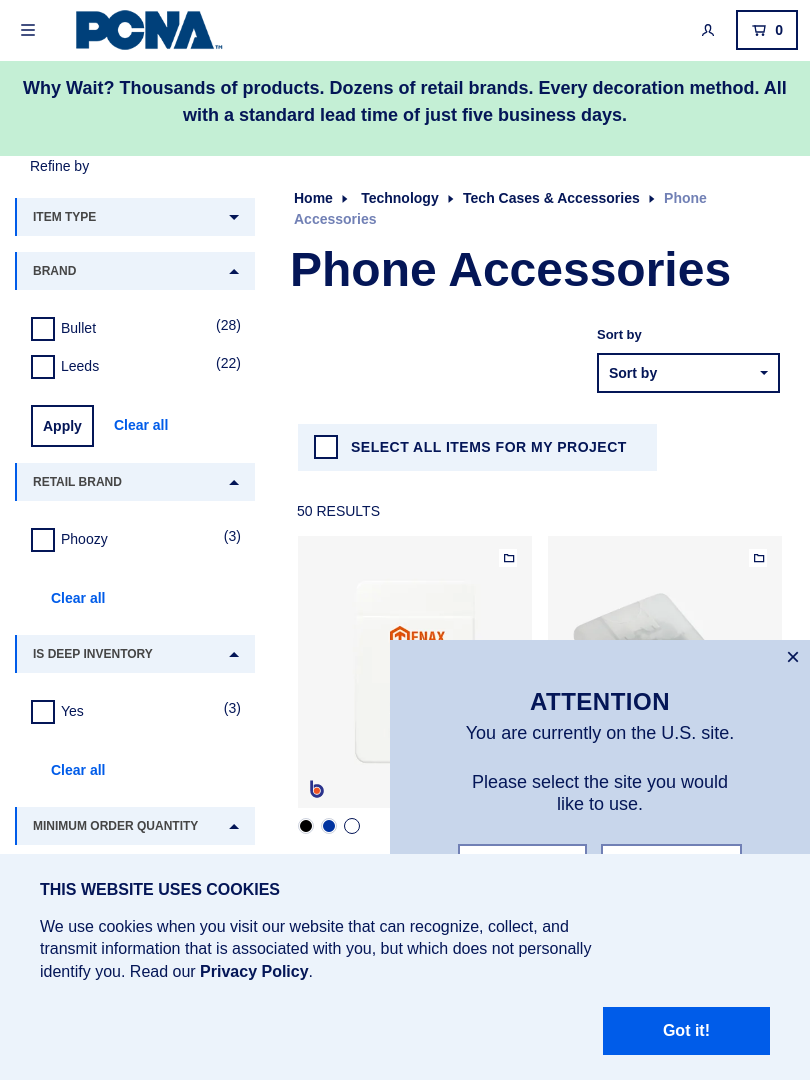 PCNA™
0
Why Wait? Thousands of products. Dozens of retail brands. Every decoration method. All
with a standard lead time of just five business days.
Refine by
ITEM TYPE
BRAND
Bullet (28)
Leeds (22)
Apply Clear all
RETAIL BRAND
Phoozy (3)
Clear all
IS DEEP INVENTORY
Yes (3)
Clear all
MINIMUM ORDER QUANTITY
Home Technology Tech Cases & Accessories Phone
Accessories
Phone Accessories
Sort by
Sort by
SELECT ALL ITEMS FOR MY PROJECT
50 RESULTS
TENAX
b
×
ATTENTION
You are currently on the U.S. site.
Please select the site you would
like to use.
THIS WEBSITE USES COOKIES
We use cookies when you visit our website that can recognize, collect, and
transmit information that is associated with you, but which does not personally
identify you. Read our Privacy Policy.
Got it!